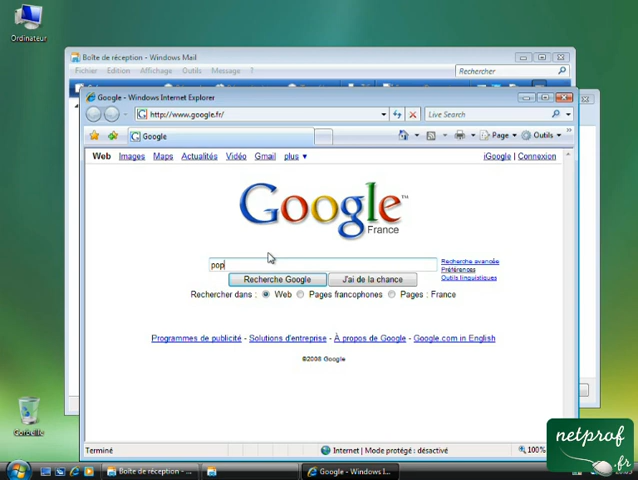 Ordinateur
Boîte de réception - Windows Mail
Fichier Edition Affichage Outils Message ?
Rechercher
Google - Windows Internet Explorer
http://www.google.fr/
Live Search
Google
Page
Outils
Web Images Maps Actualités Vidéo Gmail plus ▼
iGoogle | Connexion
Google™
France
pop
Recherche avancée
Préférences
Outils linguistiques
Recherche Google
J'ai de la chance
Rechercher dans : Web Pages francophones Pages : France
Programmes de publicité - Solutions d'entreprise - À propos de Google - Google.com in English
©2008 Google
Corbeille
Terminé
Internet | Mode protégé : désactivé
100%
Boîte de réception - ...
Google - Windows I...
netprof
.fr